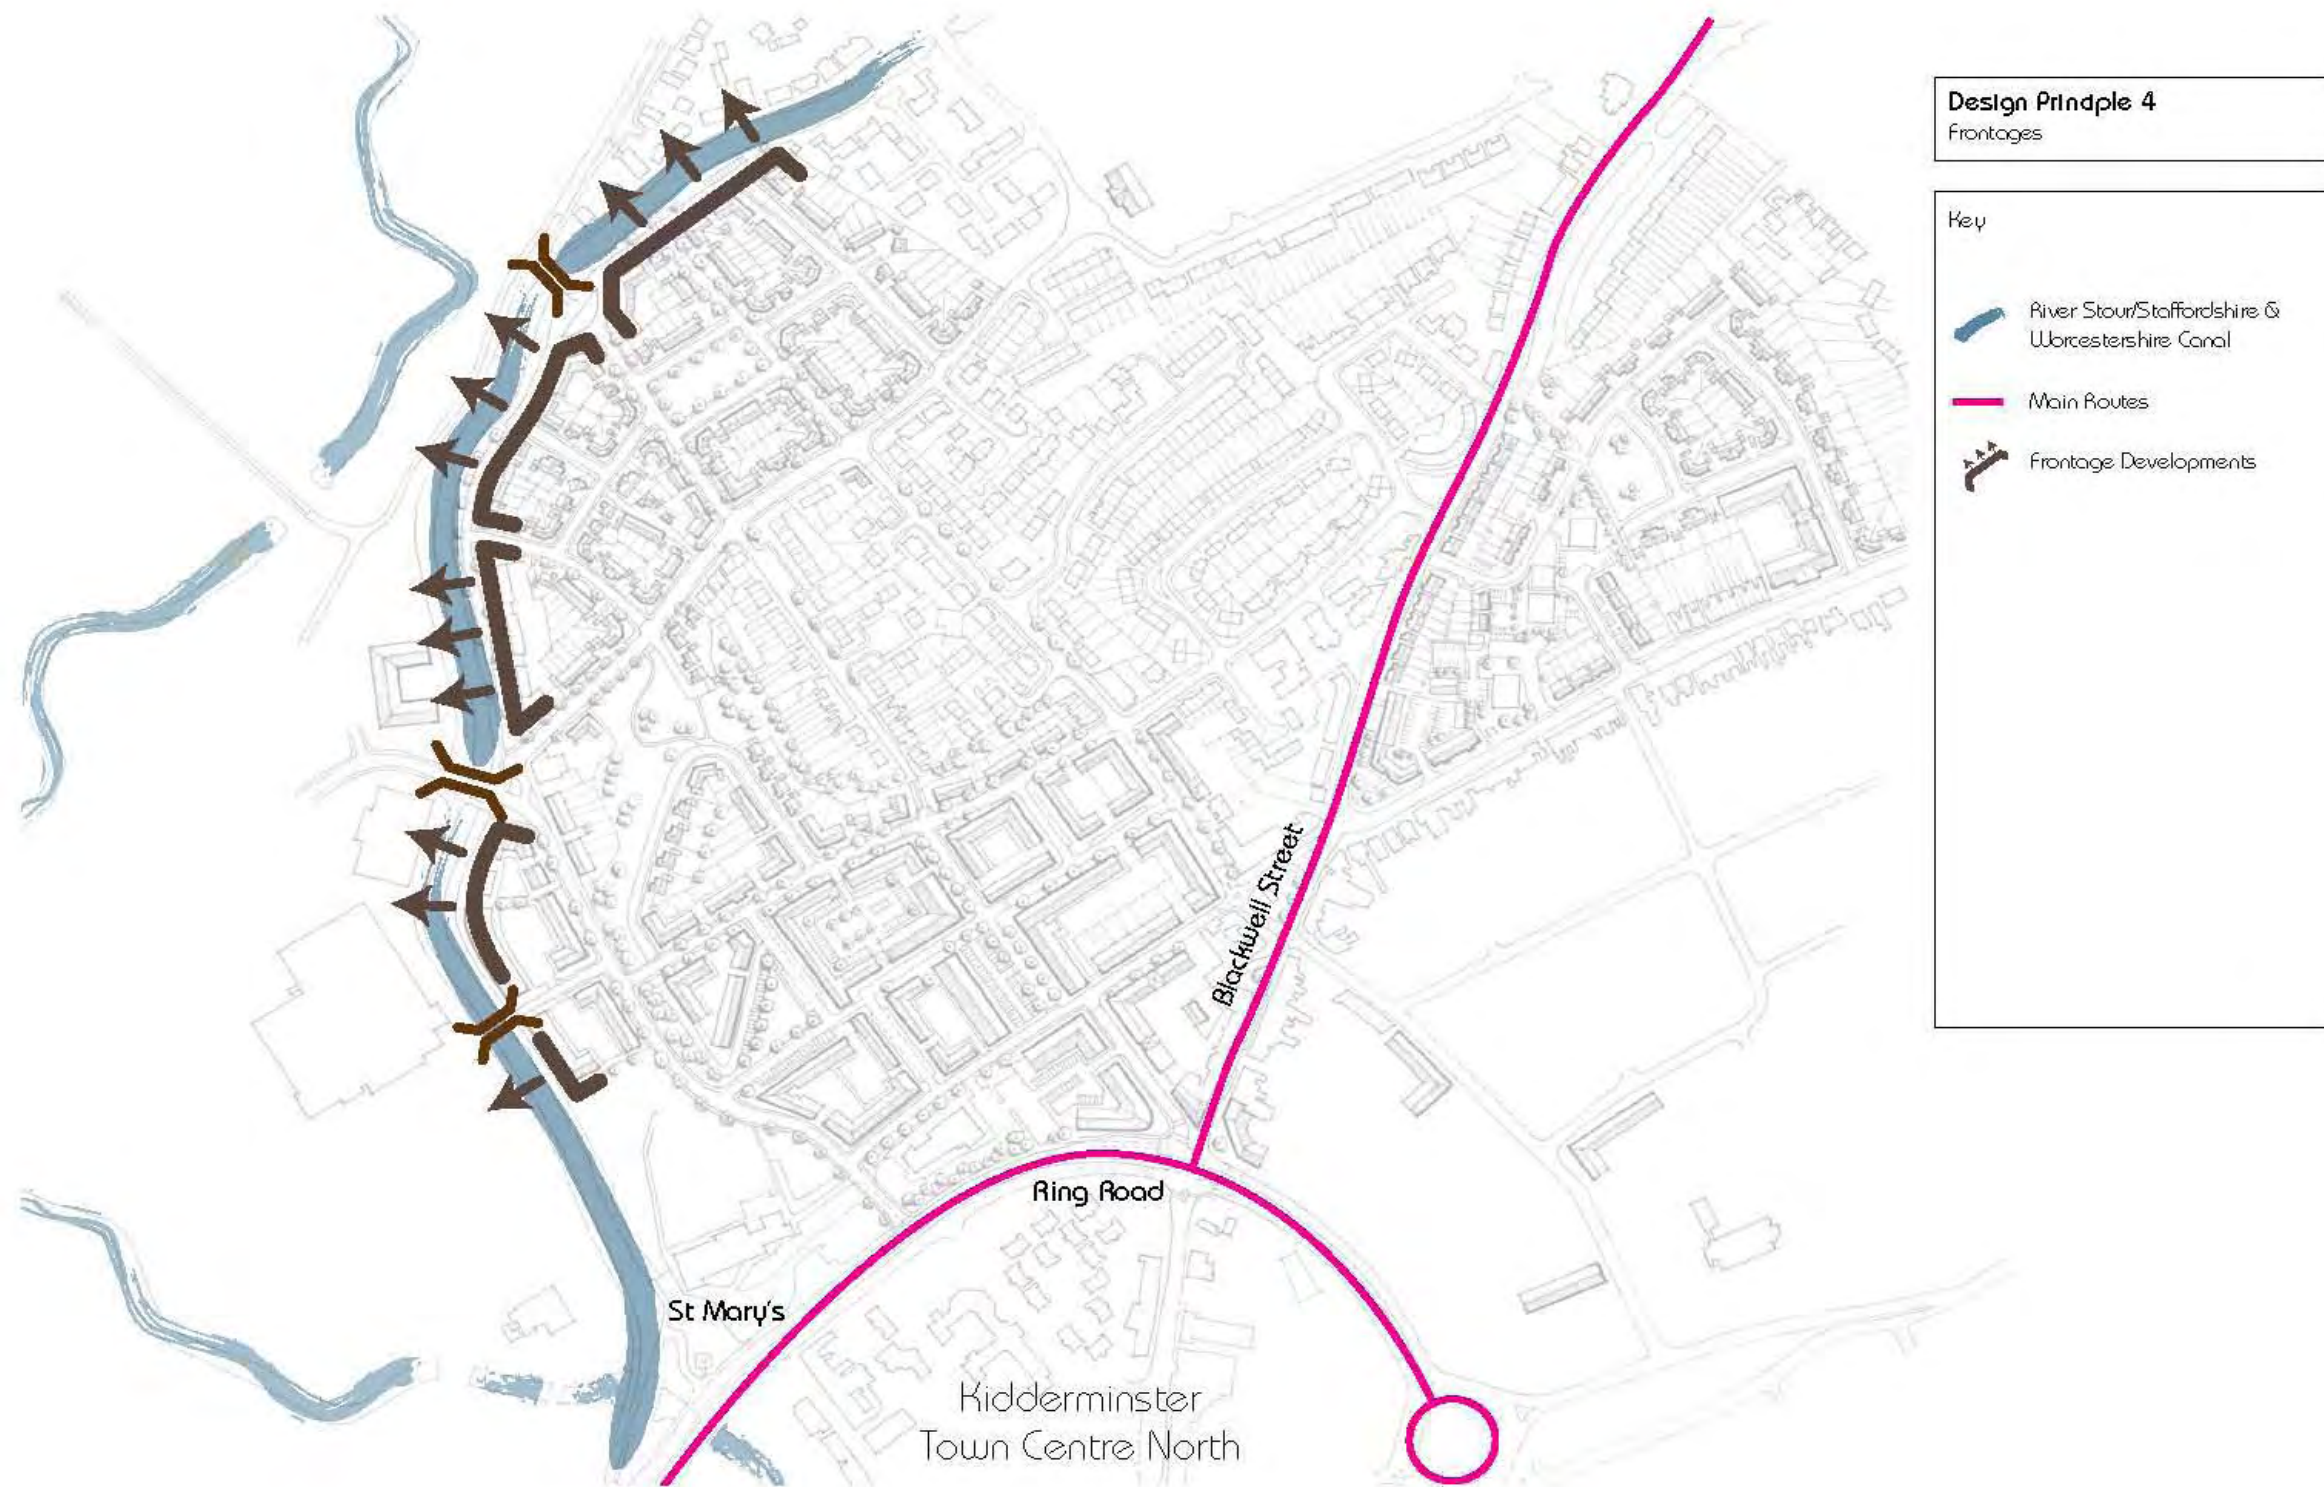 Design Principle 4
Frontages
Key
River Stour/Staffordshire &
Worcestershire Canal
Main Routes
Frontage Developments
Blackwell Street
Ring Road
St Mary's
Kidderminster
Town Centre North